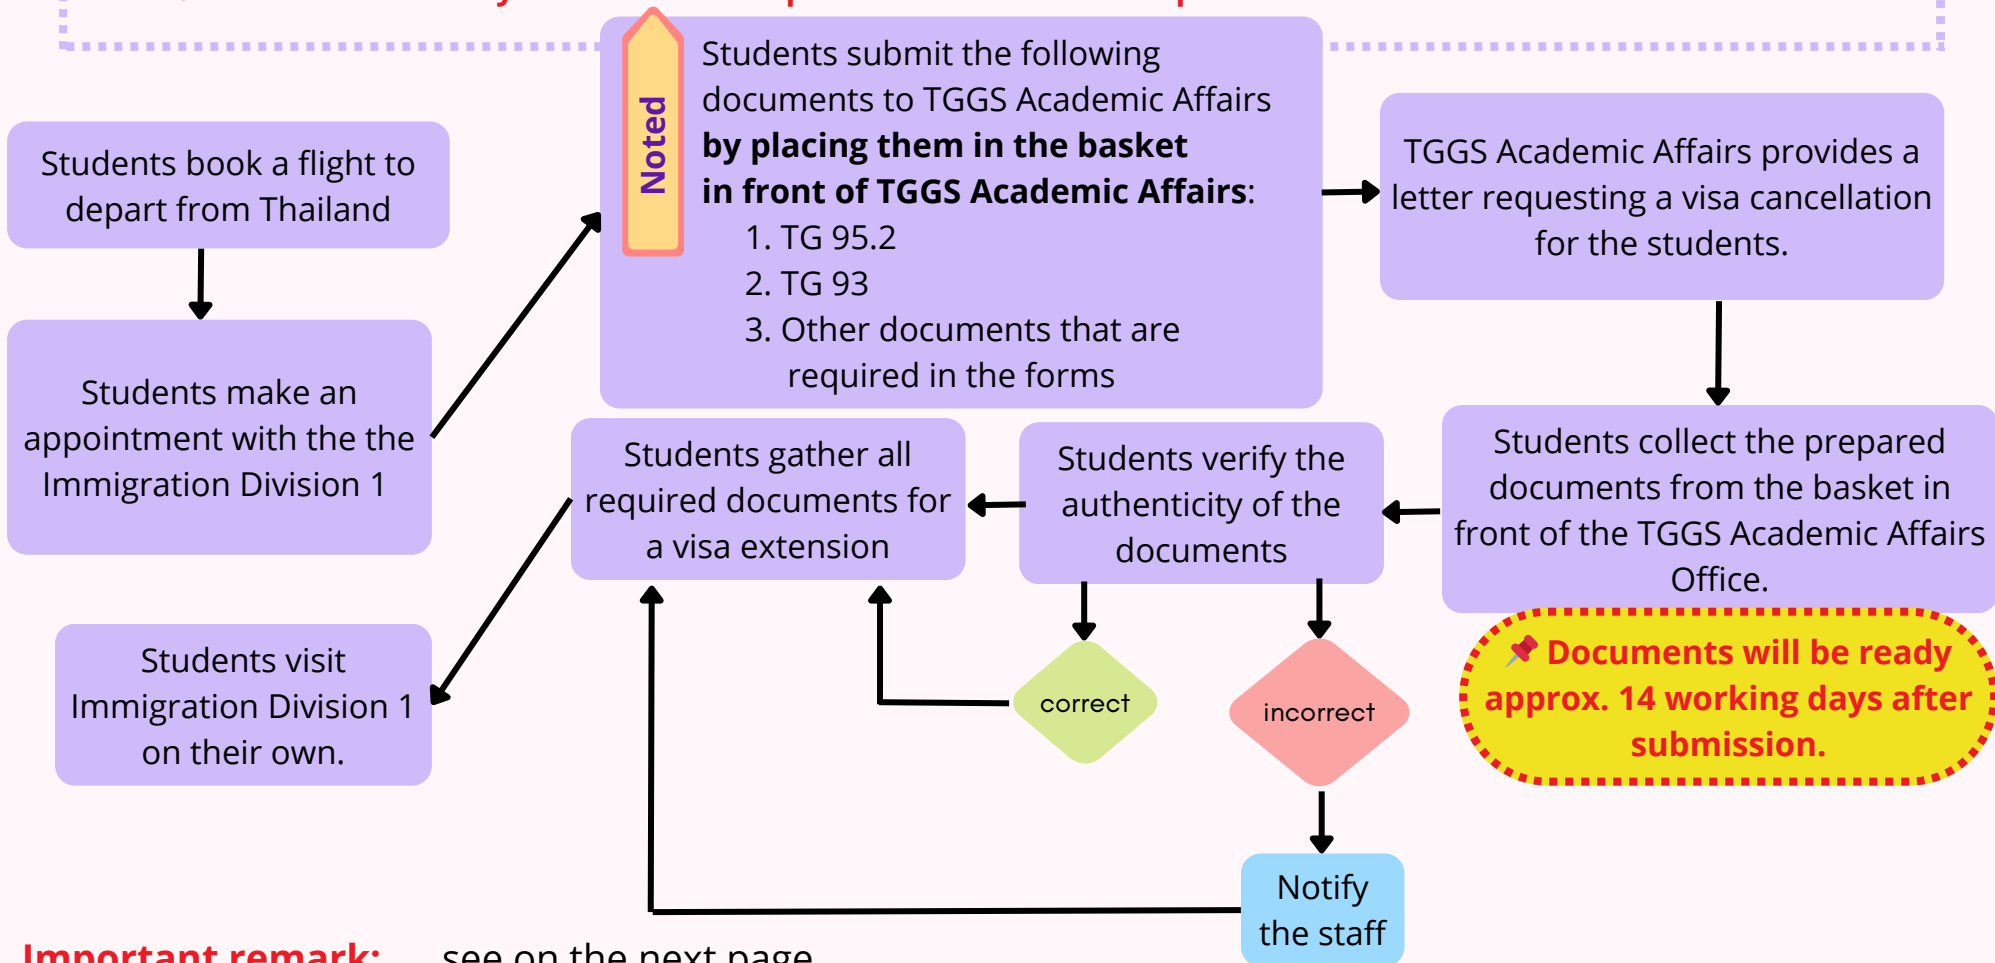 Students book a flight to
depart from Thailand
Students make an
appointment with the the
Immigration Division 1
Noted
Students submit the following
documents to TGGS Academic Affairs
by placing them in the basket
in front of TGGS Academic Affairs:
1. TG 95.2
2. TG 93
3. Other documents that are
required in the forms
TGGS Academic Affairs provides a
letter requesting a visa cancellation
for the students.
Students collect the prepared
documents from the basket in
front of the TGGS Academic Affairs
Office.
Documents will be ready
approx. 14 working days after
submission.
Students verify the
authenticity of the
documents
correct
incorrect
Notify
the staff
Students gather all
required documents for
a visa extension
Students visit
Immigration Division 1
on their own.
Important remark: see on the next page